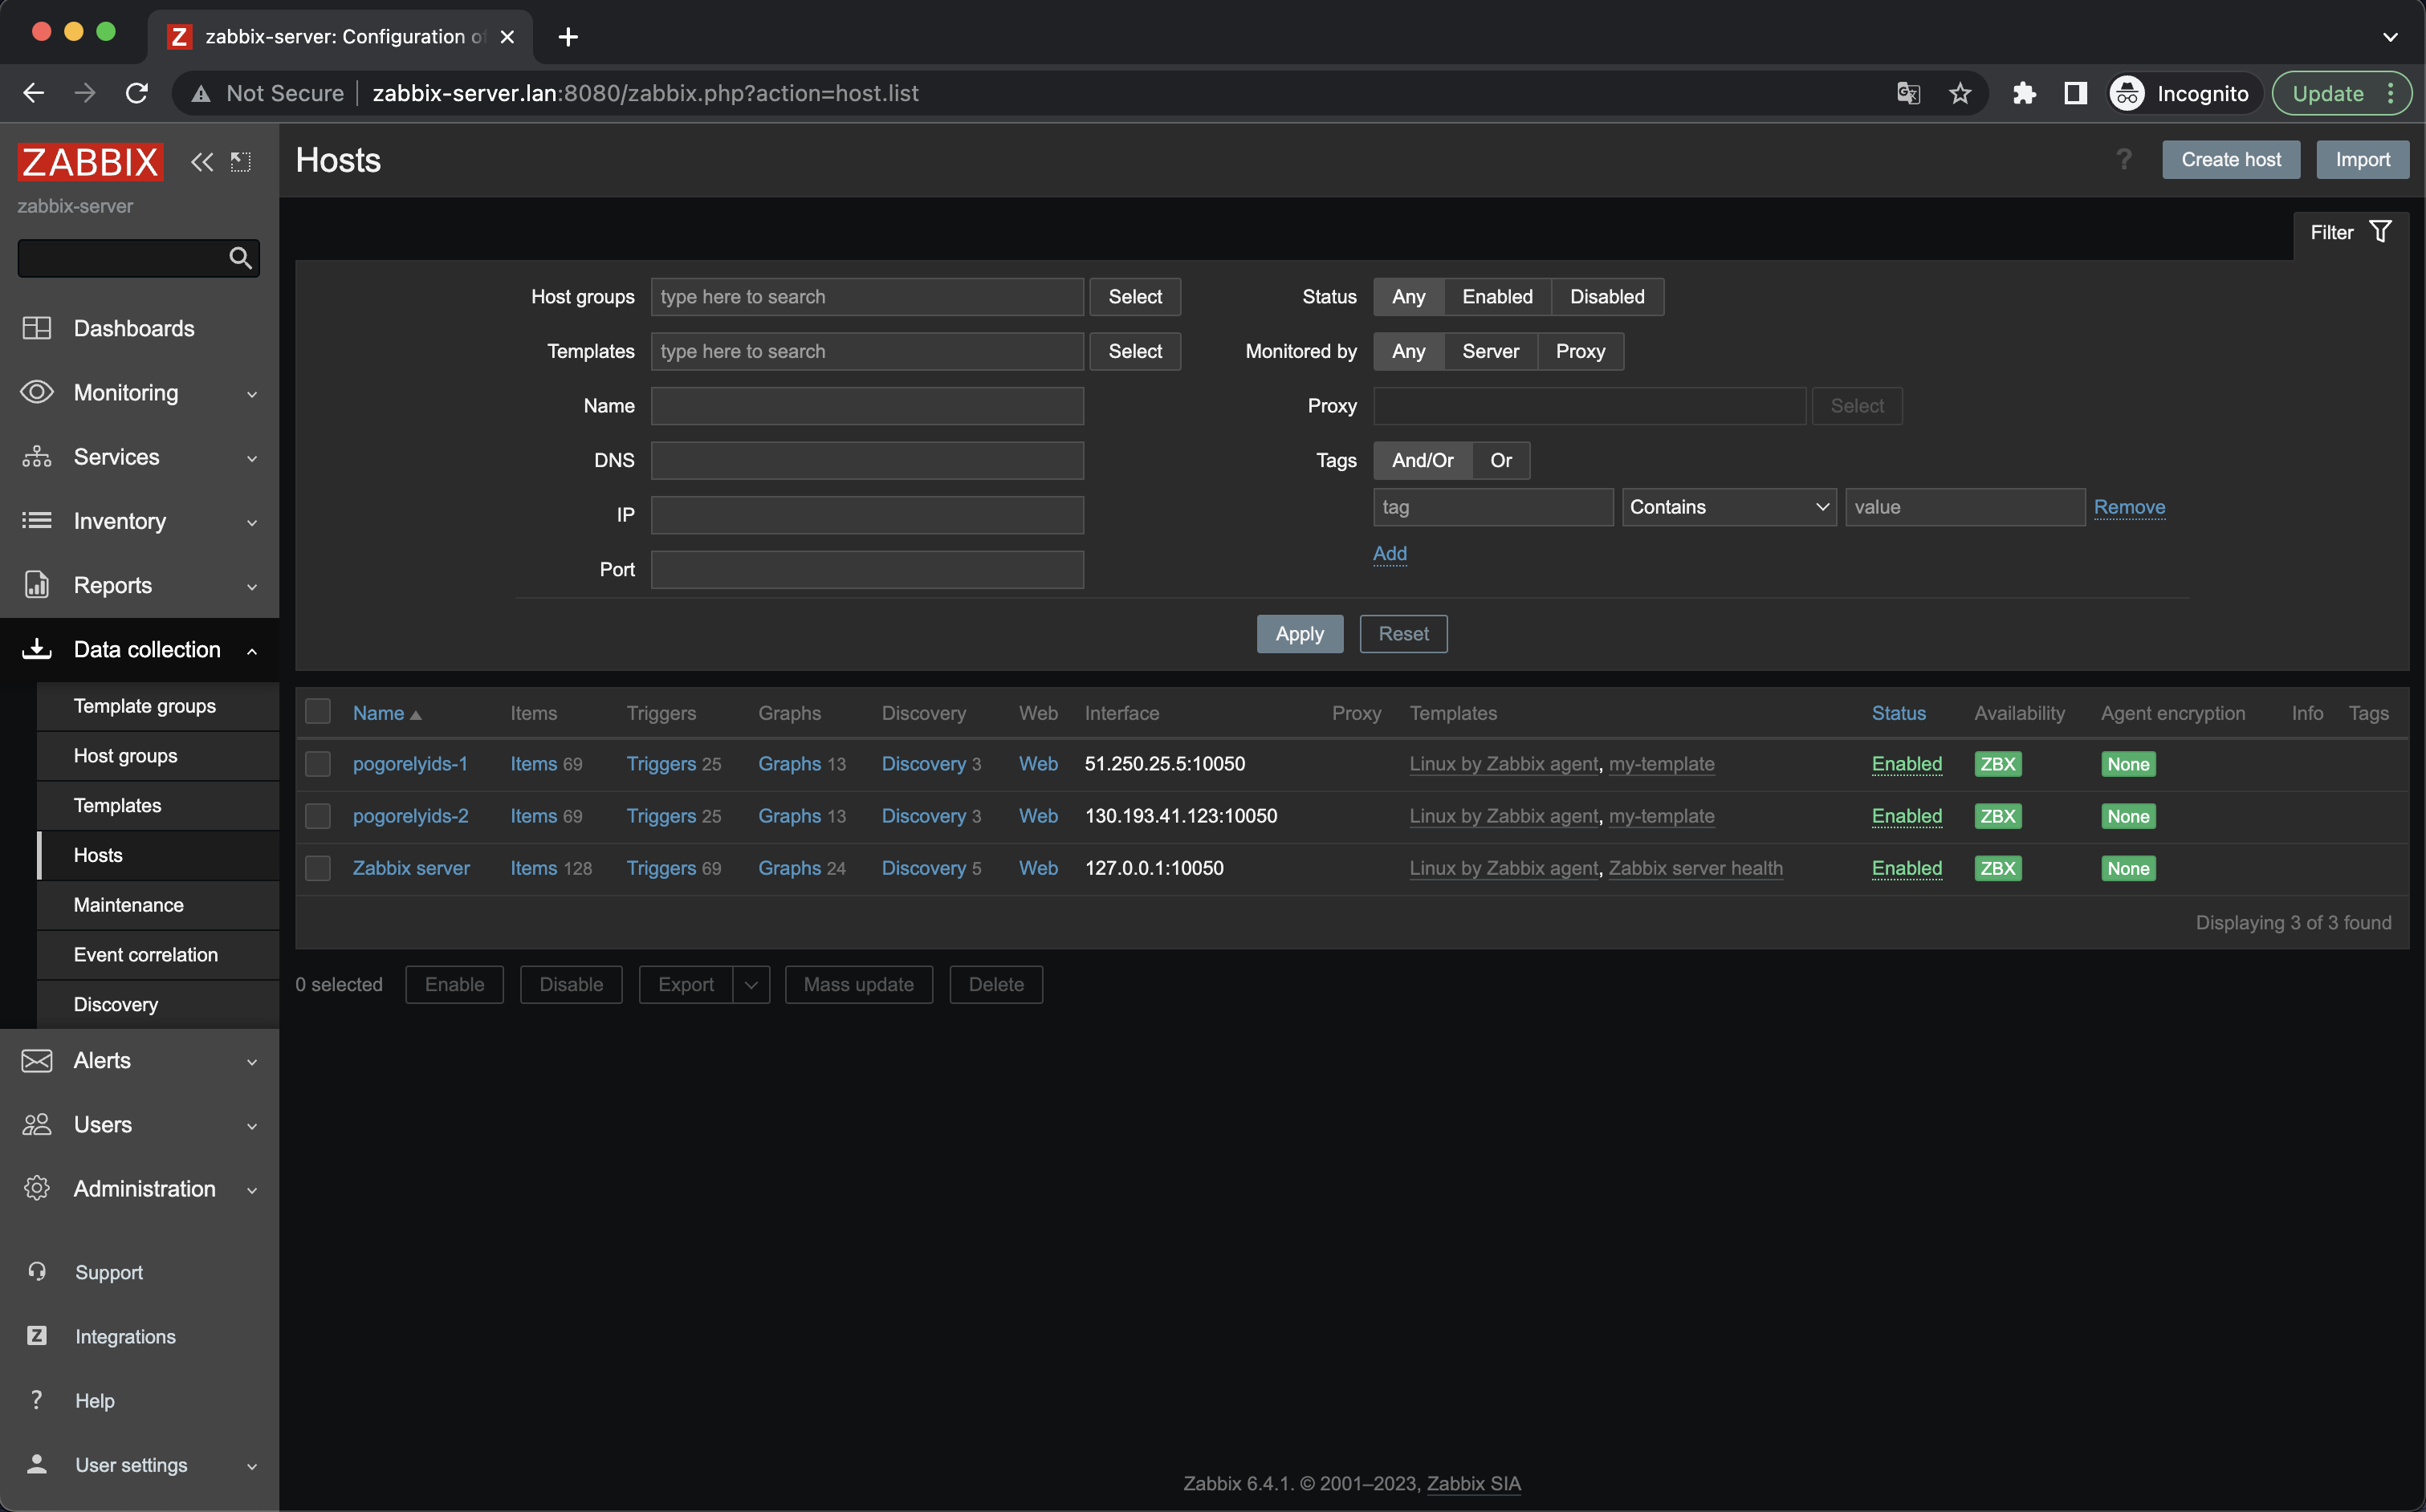 zabbix-server: Configuration of
Not Secure zabbix-server.lan:8080/zabbix.php?action=host.list Incognito Update
ZABBIX
zabbix-server
Dashboards
Monitoring
Services
Inventory
Reports
Data collection
Template groups
Host groups
Templates
Hosts
Maintenance
Event correlation
Discovery
Alerts
Users
Administration
Support
Integrations
Help
User settings
Hosts ? Create host Import
Filter
Host groups type here to search Select
Templates type here to search Select
Name
DNS
IP
Port
Status Any Enabled Disabled
Monitored by Any Server Proxy
Proxy Select
Tags And/Or Or
tag Contains value Remove
Add
Apply Reset
Name Items Triggers Graphs Discovery Web Interface Proxy Templates Status Availability Agent encryption Info Tags
pogorelyids-1 Items 69 Triggers 25 Graphs 13 Discovery 3 Web 51.250.25.5:10050 Linux by Zabbix agent, my-template Enabled ZBX None
pogorelyids-2 Items 69 Triggers 25 Graphs 13 Discovery 3 Web 130.193.41.123:10050 Linux by Zabbix agent, my-template Enabled ZBX None
Zabbix server Items 128 Triggers 69 Graphs 24 Discovery 5 Web 127.0.0.1:10050 Linux by Zabbix agent, Zabbix server health Enabled ZBX None
Displaying 3 of 3 found
0 selected Enable Disable Export Mass update Delete
Zabbix 6.4.1. © 2001–2023, Zabbix SIA